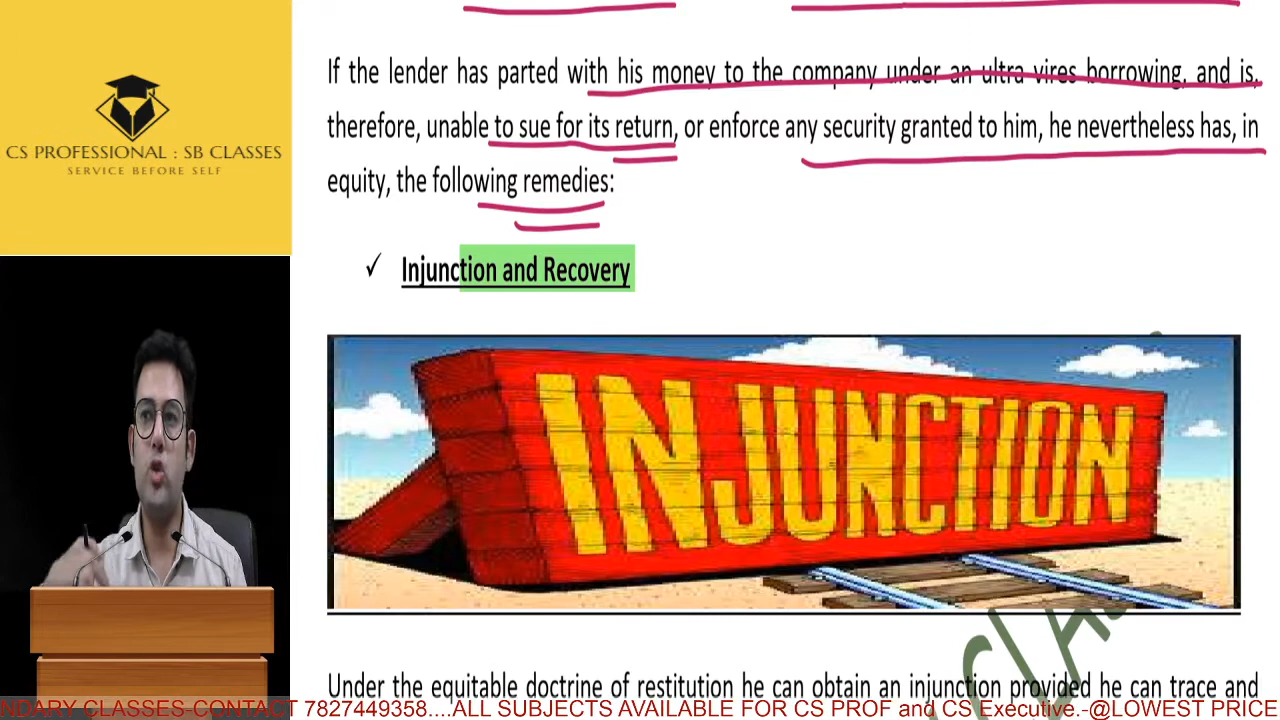 CS PROFESSIONAL : SB CLASSES
SERVICE BEFORE SELF
If the lender has parted with his money to the company under an ultra vires borrowing, and is,
therefore, unable to sue for its return, or enforce any security granted to him, he nevertheless has, in
equity, the following remedies:
✓ Injunction and Recovery
INJUNCTION
Under the equitable doctrine of restitution he can obtain an injunction provided he can trace and
NDARY CLASSES-CONTACT 7827449358....ALL SUBJECTS AVAILABLE FOR CS PROF and CS Executive.-@LOWEST PRICE